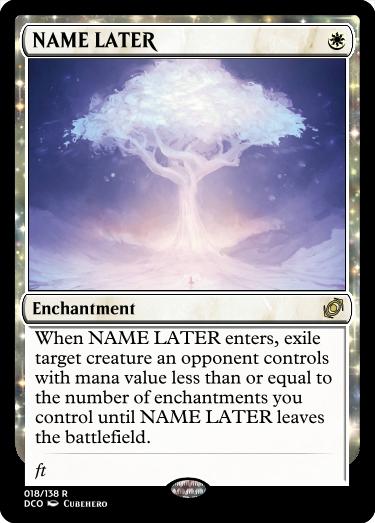 NAME LATER
Enchantment
When NAME LATER enters, exile
target creature an opponent controls
with mana value less than or equal to
the number of enchantments you
control until NAME LATER leaves
the battlefield.
ft
018/138 R
DCO Cubehero